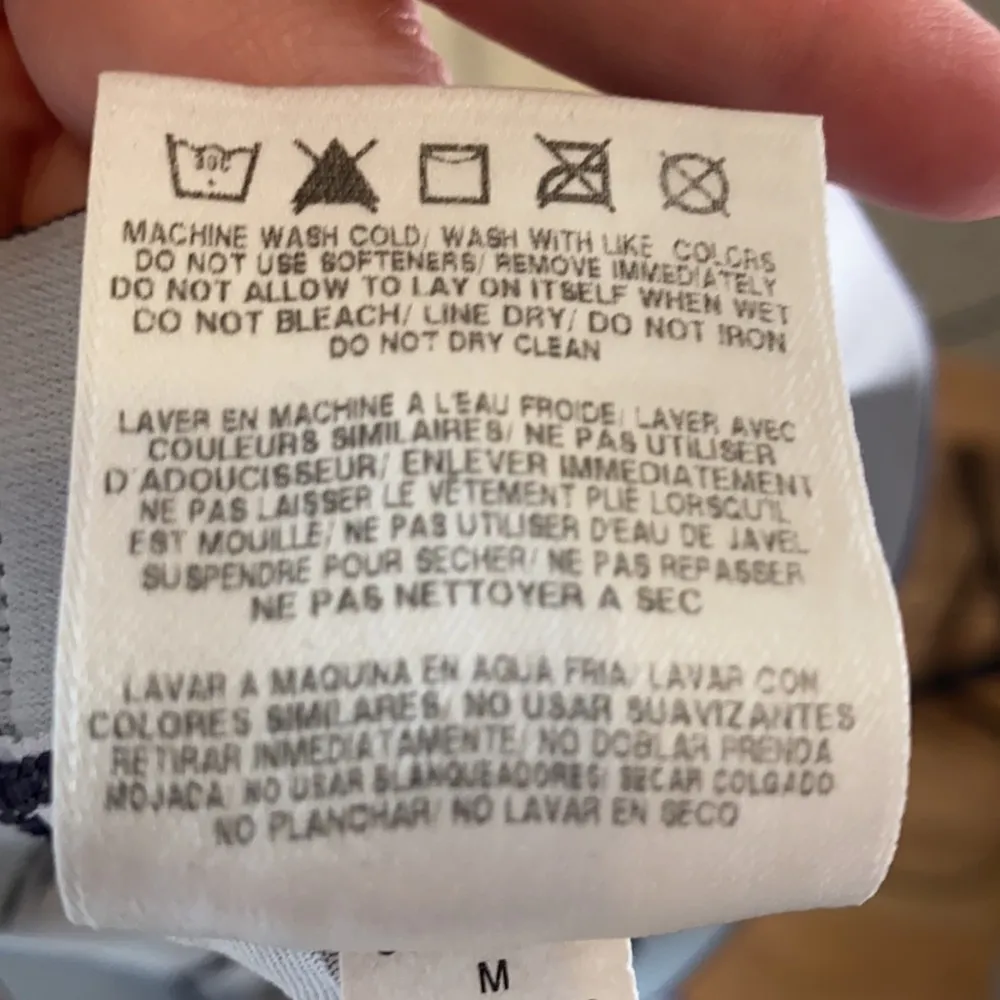 30C
MACHINE WASH COLD/ WASH WITH LIKE COLORS
DO NOT USE SOFTENERS/ REMOVE IMMEDIATELY
DO NOT ALLOW TO LAY ON ITSELF WHEN WET
DO NOT BLEACH/ LINE DRY/ DO NOT IRON
DO NOT DRY CLEAN
LAVER EN MACHINE A L'EAU FROIDE/ LAVER AVEC
COULEURS SIMILAIRES/ NE PAS UTILISER
D'ADOUCISSEUR/ ENLEVER IMMEDIATEMENT
NE PAS LAISSER LE VÊTEMENT PLIE LORSQU'IL
EST MOUILLE/ NE PAS UTILISER D'EAU DE JAVEL
SUSPENDRE POUR SECHER/ NE PAS REPASSER
NE PAS NETTOYER A SEC
LAVAR A MAQUINA EN AGUA FRIA/ LAVAR CON
COLORES SIMILARES/ NO USAR SUAVIZANTES
RETIRAR INMEDIATAMENTE/ NO DOBLAR PRENDA
MOJADA/ NO USAR BLANQUEADORES/ SECAR COLGADO
NO PLANCHAR/ NO LAVAR EN SECO
M